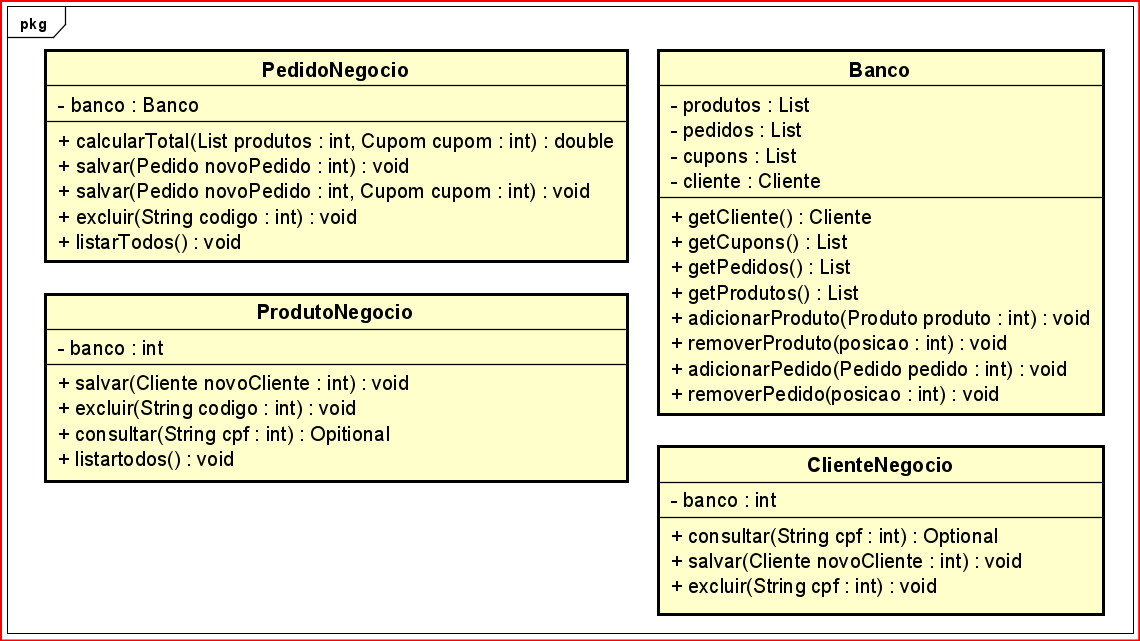 pkg
PedidoNegocio
- banco : Banco
+ calcularTotal(List produtos : int, Cupom cupom : int) : double
+ salvar(Pedido novoPedido : int) : void
+ salvar(Pedido novoPedido : int, Cupom cupom : int) : void
+ excluir(String codigo : int) : void
+ listarTodos() : void
ProdutoNegocio
- banco : int
+ salvar(Cliente novoCliente : int) : void
+ excluir(String codigo : int) : void
+ consultar(String cpf : int) : Opitional
+ listartodos() : void
Banco
- produtos : List
- pedidos : List
- cupons : List
- cliente : Cliente
+ getCliente() : Cliente
+ getCupons() : List
+ getPedidos() : List
+ getProdutos() : List
+ adicionarProduto(Produto produto : int) : void
+ removerProduto(posicao : int) : void
+ adicionarPedido(Pedido pedido : int) : void
+ removerPedido(posicao : int) : void
ClienteNegocio
- banco : int
+ consultar(String cpf : int) : Optional
+ salvar(Cliente novoCliente : int) : void
+ excluir(String cpf : int) : void